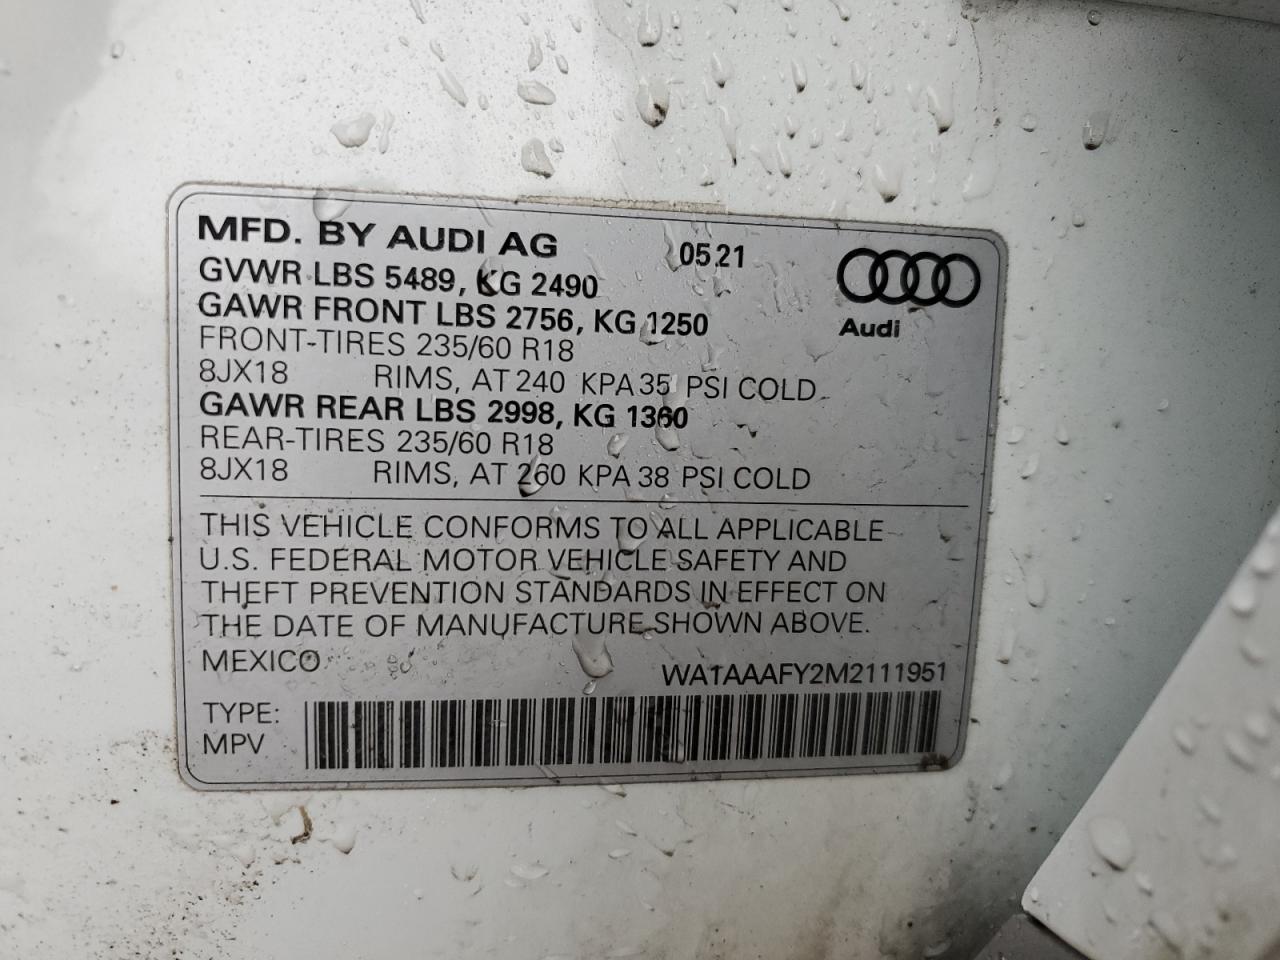 MFD. BY AUDI AG 05.21
GVWR LBS 5489, KG 2490
GAWR FRONT LBS 2756, KG 1250
Audi
FRONT-TIRES 235/60 R18
8JX18 RIMS, AT 240 KPA 35 PSI COLD
GAWR REAR LBS 2998, KG 1360
REAR-TIRES 235/60 R18
8JX18 RIMS, AT 260 KPA 38 PSI COLD
THIS VEHICLE CONFORMS TO ALL APPLICABLE
U.S. FEDERAL MOTOR VEHICLE SAFETY AND
THEFT PREVENTION STANDARDS IN EFFECT ON
THE DATE OF MANUFACTURE SHOWN ABOVE.
MEXICO WA1AAAFY2M2111951
TYPE:
MPV